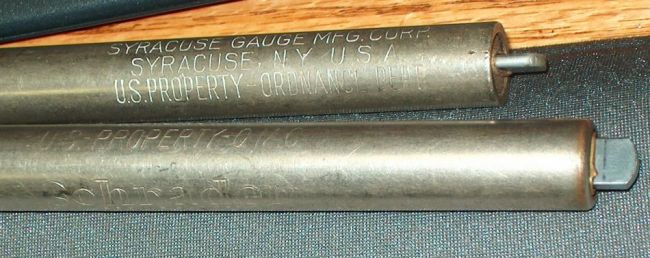 SYRACUSE GAUGE MFG. CORP.
SYRACUSE, N.Y. U.S.A.
U.S. PROPERTY - ORDNANCE DEPT
U.S. PROPERTY-Q.M.C
Schrader